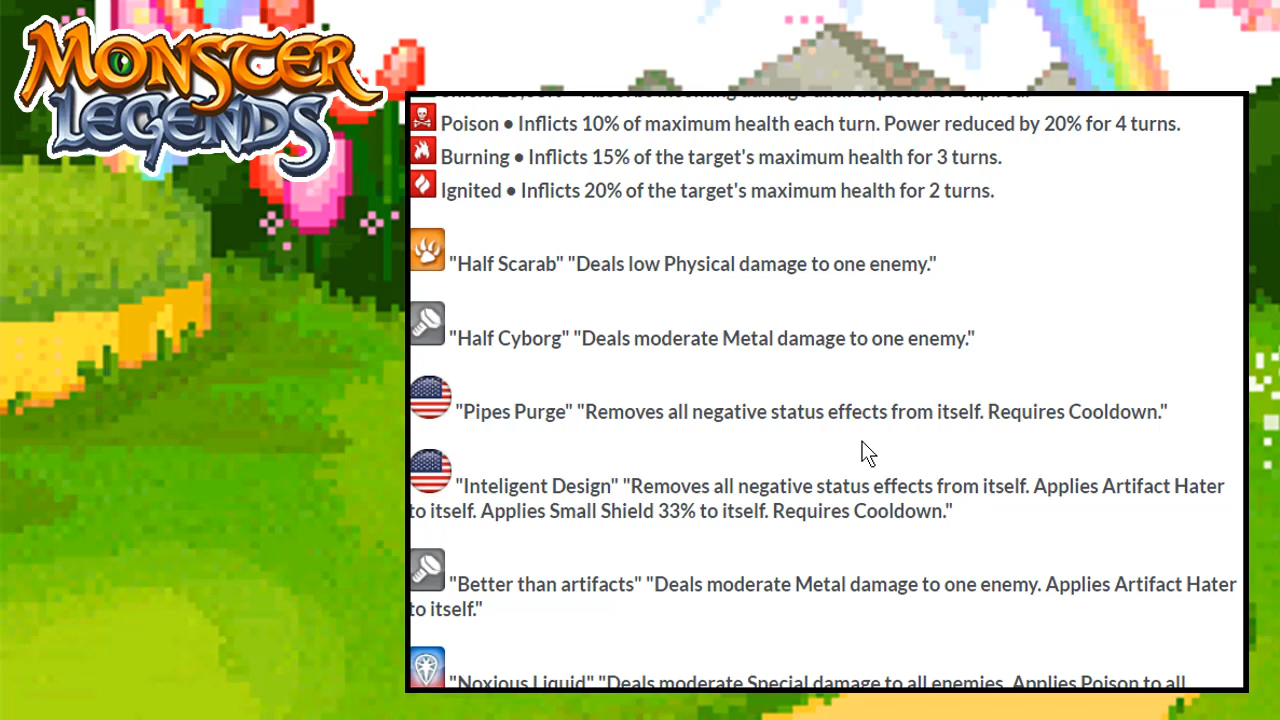 MONSTER
LEGENDS
Poison • Inflicts 10% of maximum health each turn. Power reduced by 20% for 4 turns.
Burning • Inflicts 15% of the target's maximum health for 3 turns.
Ignited • Inflicts 20% of the target's maximum health for 2 turns.
"Half Scarab" "Deals low Physical damage to one enemy."
"Half Cyborg" "Deals moderate Metal damage to one enemy."
"Pipes Purge" "Removes all negative status effects from itself. Requires Cooldown."
"Inteligent Design" "Removes all negative status effects from itself. Applies Artifact Hater
to itself. Applies Small Shield 33% to itself. Requires Cooldown."
"Better than artifacts" "Deals moderate Metal damage to one enemy. Applies Artifact Hater
to itself."
"Noxious Liquid" "Deals moderate Special damage to all enemies. Applies Poison to all